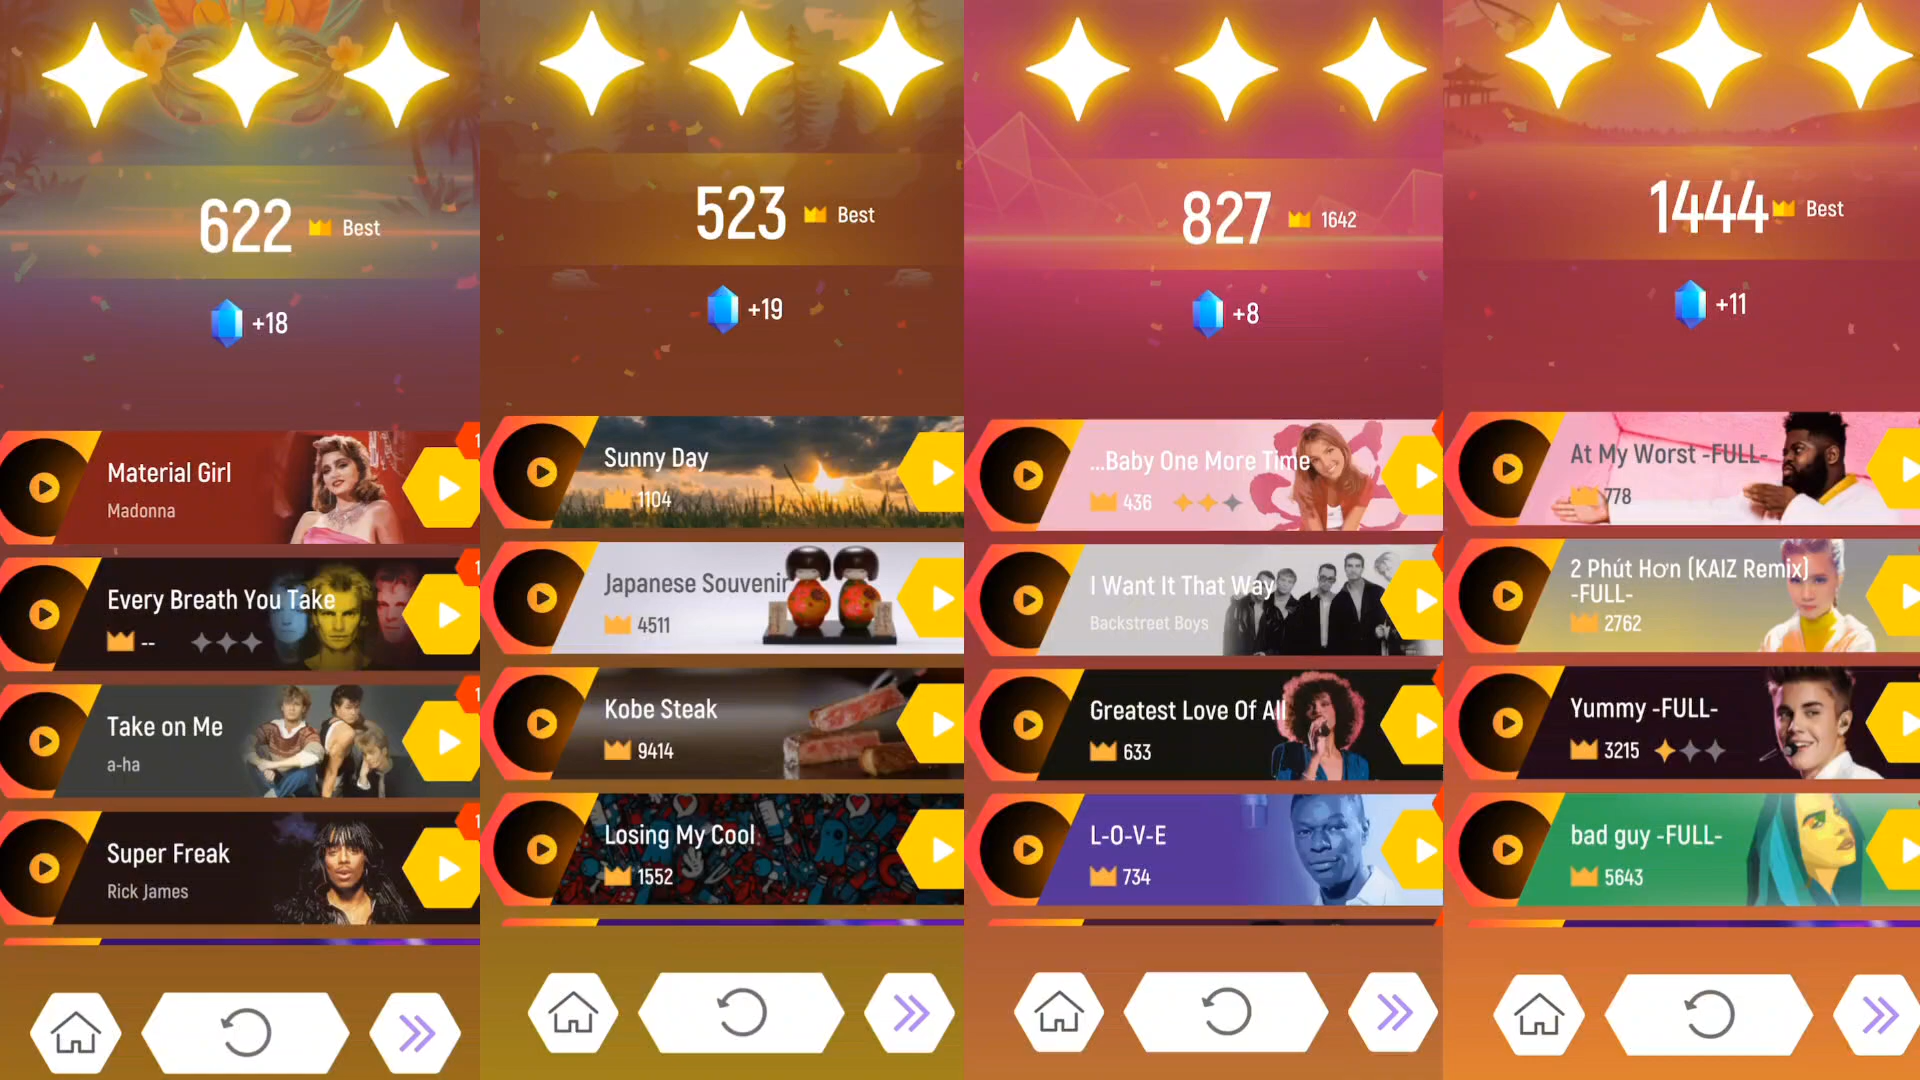 622 Best
+18
Material Girl
Madonna
Every Breath You Take
--
Take on Me
a-ha
Super Freak
Rick James
523 Best
+19
Sunny Day
1104
Japanese Souvenir
4511
Kobe Steak
9414
Losing My Cool
1552
827 1642
+8
...Baby One More Time
436
I Want It That Way
Backstreet Boys
Greatest Love Of All
633
L-O-V-E
734
1444 Best
+11
At My Worst -FULL-
778
2 Phút Hơn (KAIZ Remix)
-FULL-
2762
Yummy -FULL-
3215
bad guy -FULL-
5643